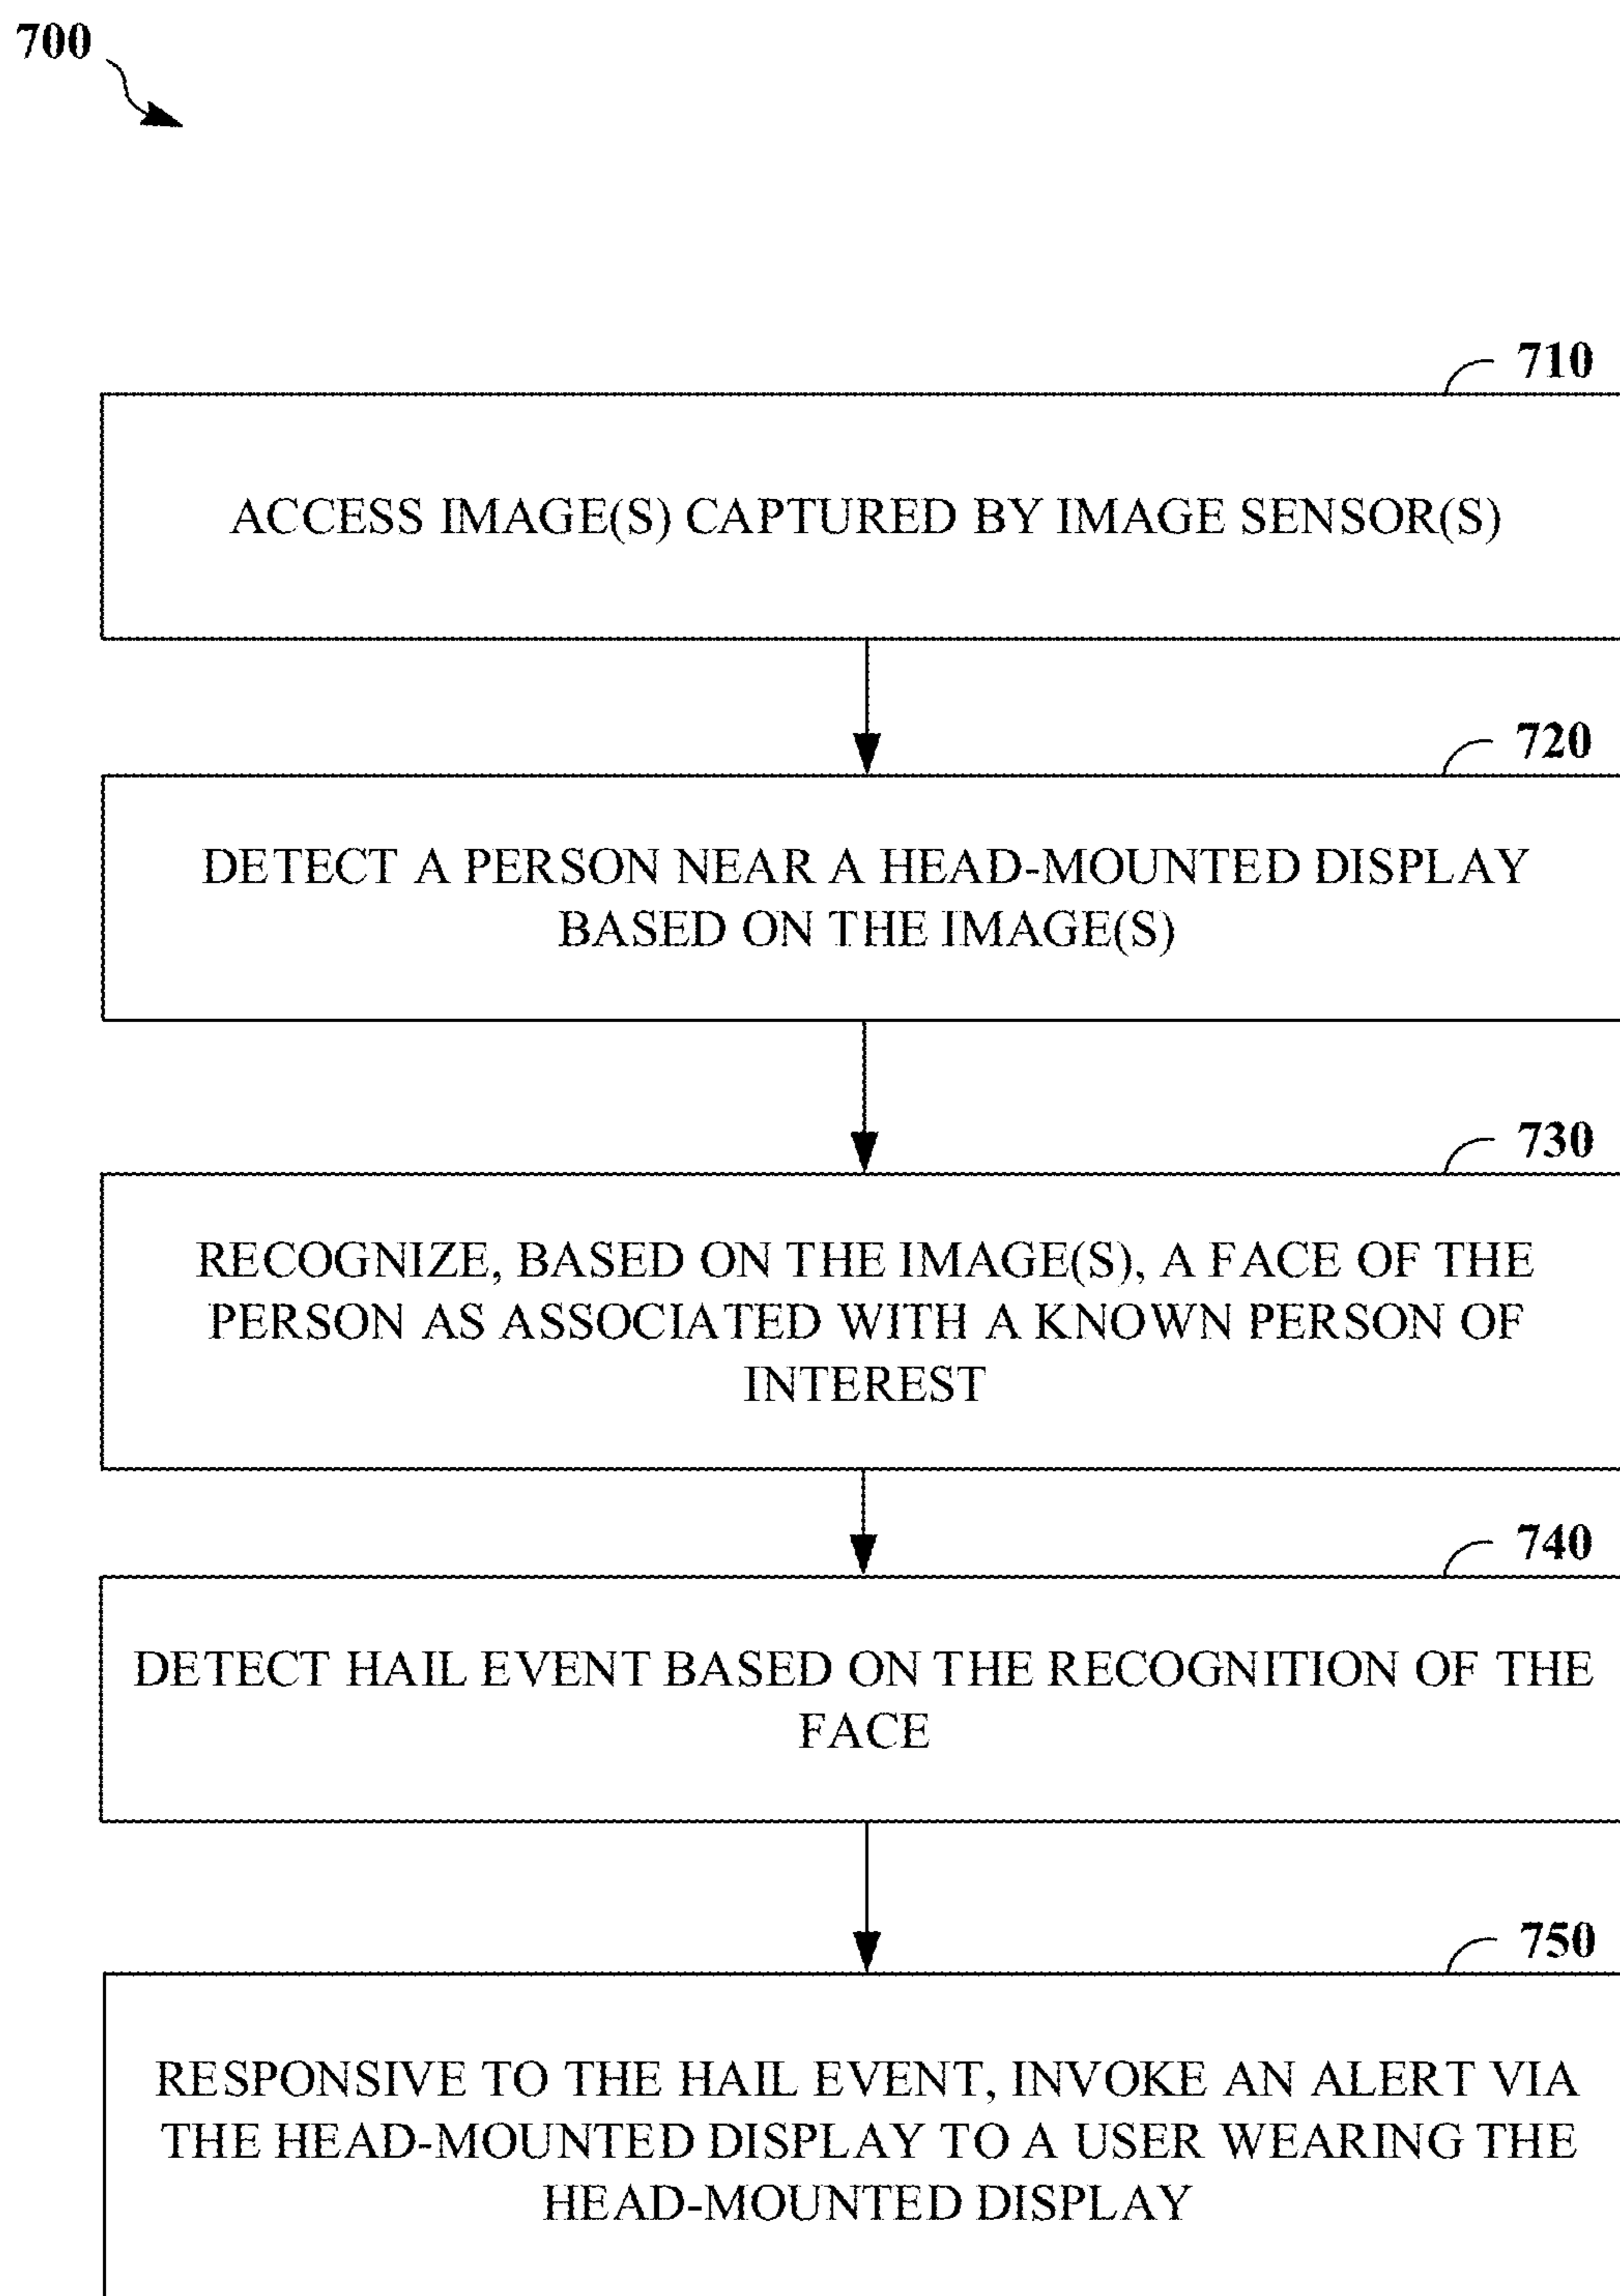 700
710
ACCESS IMAGE(S) CAPTURED BY IMAGE SENSOR(S)
720
DETECT A PERSON NEAR A HEAD-MOUNTED DISPLAY
BASED ON THE IMAGE(S)
730
RECOGNIZE, BASED ON THE IMAGE(S), A FACE OF THE
PERSON AS ASSOCIATED WITH A KNOWN PERSON OF
INTEREST
740
DETECT HAIL EVENT BASED ON THE RECOGNITION OF THE
FACE
750
RESPONSIVE TO THE HAIL EVENT, INVOKE AN ALERT VIA
THE HEAD-MOUNTED DISPLAY TO A USER WEARING THE
HEAD-MOUNTED DISPLAY